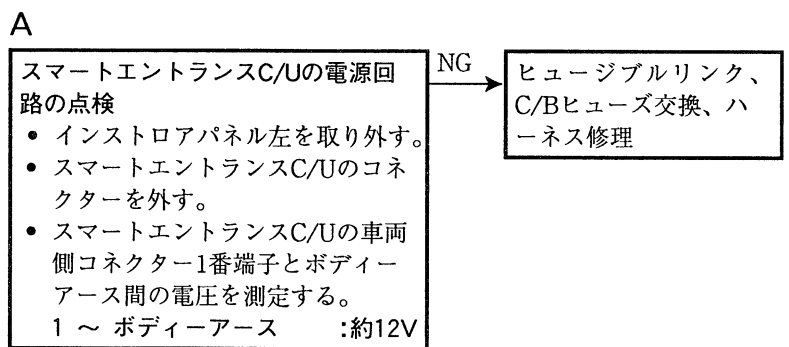 A
スマートエントランスC/Uの電源回
路の点検
• インストロアパネル左を取り外す。
• スマートエントランスC/Uのコネ
クターを外す。
• スマートエントランスC/Uの車両
側コネクター1番端子とボディー
アース間の電圧を測定する。
1 ～ ボディーアース :約12V
NG
ヒュージブルリンク、
C/Bヒューズ交換、ハ
ーネス修理